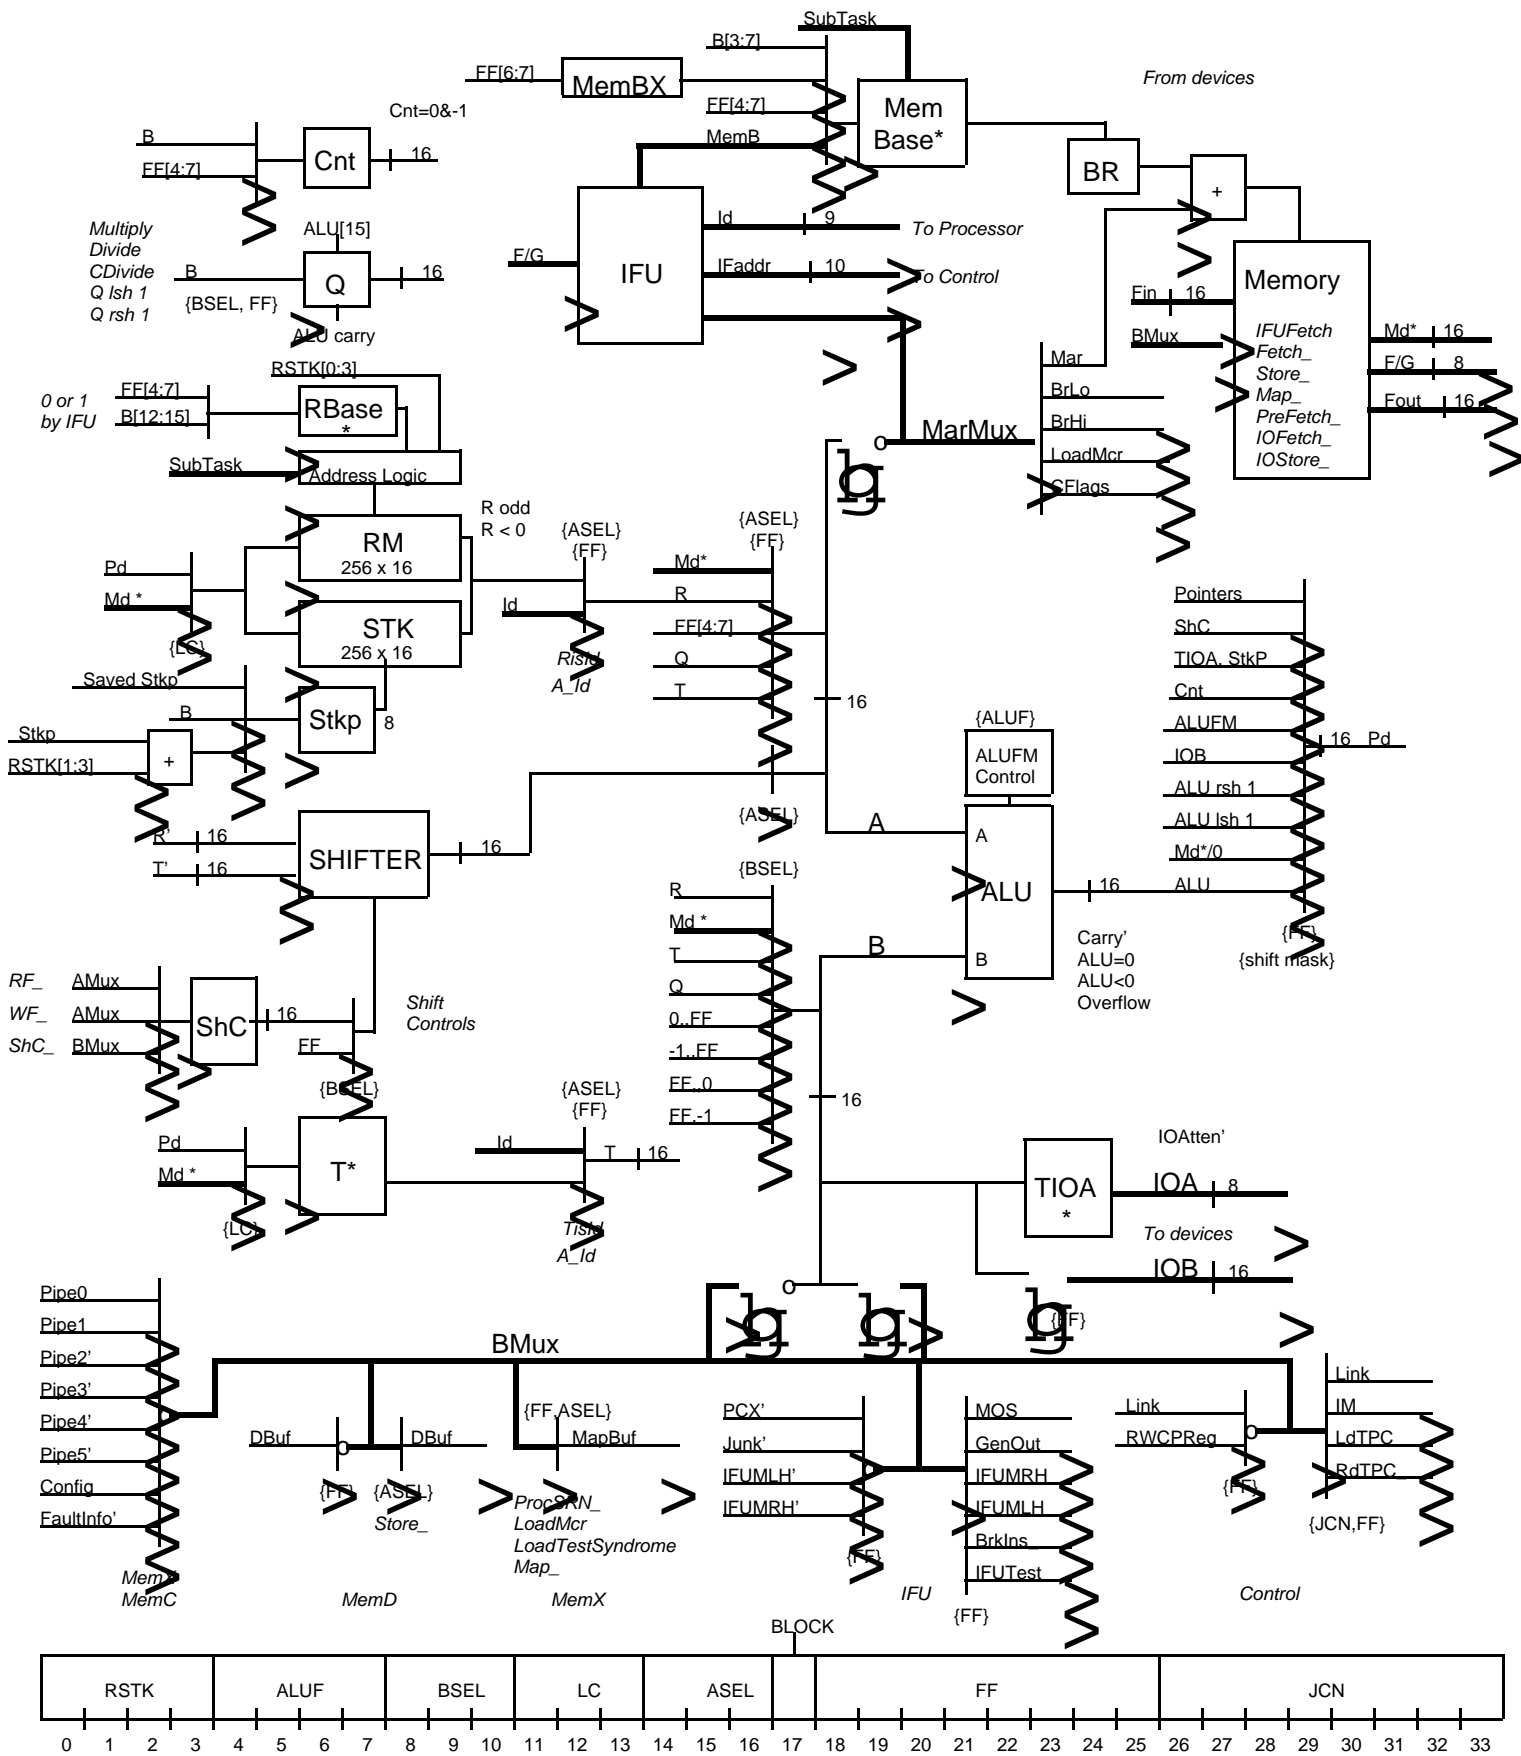 SubTask
B[3:7]
FF[6:7]
MemBX
From devices
FF[4:7]
MemB
Mem
Base*
Cnt=0&-1
B
FF[4:7]
Cnt
16
BR
+
Multiply
Divide
CDivide
Q lsh 1
Q rsh 1
ALU[15]
B
{BSEL, FF}
Q
16
ALU carry
F/G
IFU
Id
9
To Processor
IFaddr
10
To Control
Memory
Fin
16
BMux
IFUFetch
Fetch_
Store_
Map_
PreFetch_
IOFetch_
IOStore_
Md*
16
F/G
8
Fout
16
RSTK[0:3]
0 or 1
by IFU
FF[4:7]
B[12:15]
RBase
*
SubTask
Address Logic
MarMux
o
Mar
BrLo
BrHi
LoadMcr
CFlags
R odd
R < 0
RM
256 x 16
STK
256 x 16
Pd
Md *
{LC}
{ASEL}
{FF}
Id
RisId
A_Id
{ASEL}
{FF}
Md*
R
FF[4:7]
Q
T
16
{ASEL}
Saved Stkp
B
Stkp
8
Stkp
RSTK[1:3]
+
R'
16
T'
16
SHIFTER
16
A
{ALUF}
ALUFM
Control
A
ALU
B
16
Carry'
ALU=0
ALU<0
Overflow
Pointers
ShC
TIOA, StkP
Cnt
ALUFM
IOB
ALU rsh 1
ALU lsh 1
Md*/0
ALU
16 Pd
{FF}
{shift mask}
{BSEL}
R
Md *
T
Q
0,,FF
-1,,FF
FF,,0
FF,-1
B
16
RF_
AMux
WF_
AMux
ShC_
BMux
ShC
16
FF
Shift
Controls
{BSEL}
Pd
Md *
{LC}
T*
{ASEL}
{FF}
Id
T
16
TisId
A_Id
TIOA
*
IOAtten'
IOA
8
To devices
IOB
16
{FF}
o
BMux
Pipe0
Pipe1
Pipe2'
Pipe3'
Pipe4'
Pipe5'
Config
FaultInfo'
MemX
MemC
DBuf
o
DBuf
{FF}
{ASEL}
Store_
MemD
{FF,ASEL}
MapBuf
ProcSRN_
LoadMcr
LoadTestSyndrome
Map_
MemX
PCX'
Junk'
IFUMLH'
IFUMRH'
{FF}
MOS
GenOut
IFUMRH
IFUMLH
BrkIns_
IFUTest
IFU
{FF}
Link
RWCPReg
o
{FF}
Link
IM
LdTPC
RdTPC_
{JCN,FF}
Control
BLOCK
RSTK
ALUF
BSEL
LC
ASEL
FF
JCN
0 1 2 3 4 5 6 7 8 9 10 11 12 13 14 15 16 17 18 19 20 21 22 23 24 25 26 27 28 29 30 31 32 33